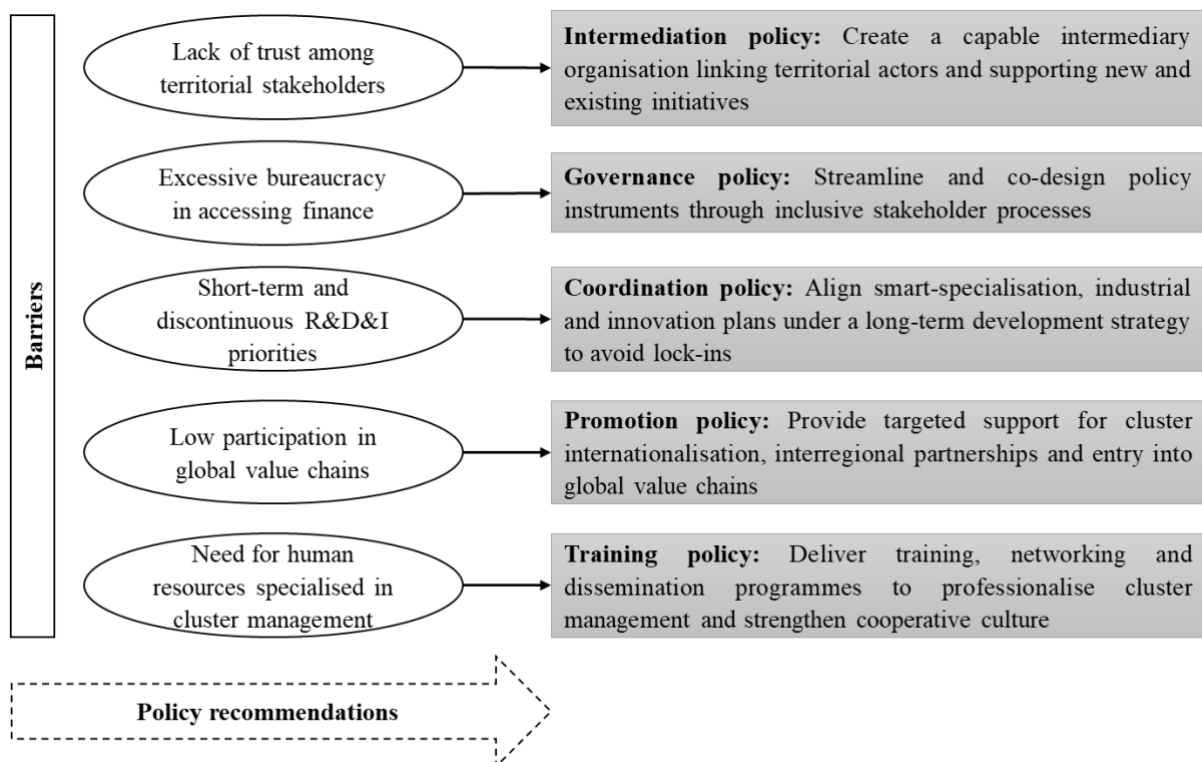 Barriers
Lack of trust among
territorial stakeholders
Intermediation policy: Create a capable intermediary
organisation linking territorial actors and supporting new and
existing initiatives
Excessive bureaucracy
in accessing finance
Governance policy: Streamline and co-design policy
instruments through inclusive stakeholder processes
Short-term and
discontinuous R&D&I
priorities
Coordination policy: Align smart-specialisation, industrial
and innovation plans under a long-term development strategy
to avoid lock-ins
Low participation in
global value chains
Promotion policy: Provide targeted support for cluster
internationalisation, interregional partnerships and entry into
global value chains
Need for human
resources specialised in
cluster management
Training policy: Deliver training, networking and
dissemination programmes to professionalise cluster
management and strengthen cooperative culture
Policy recommendations